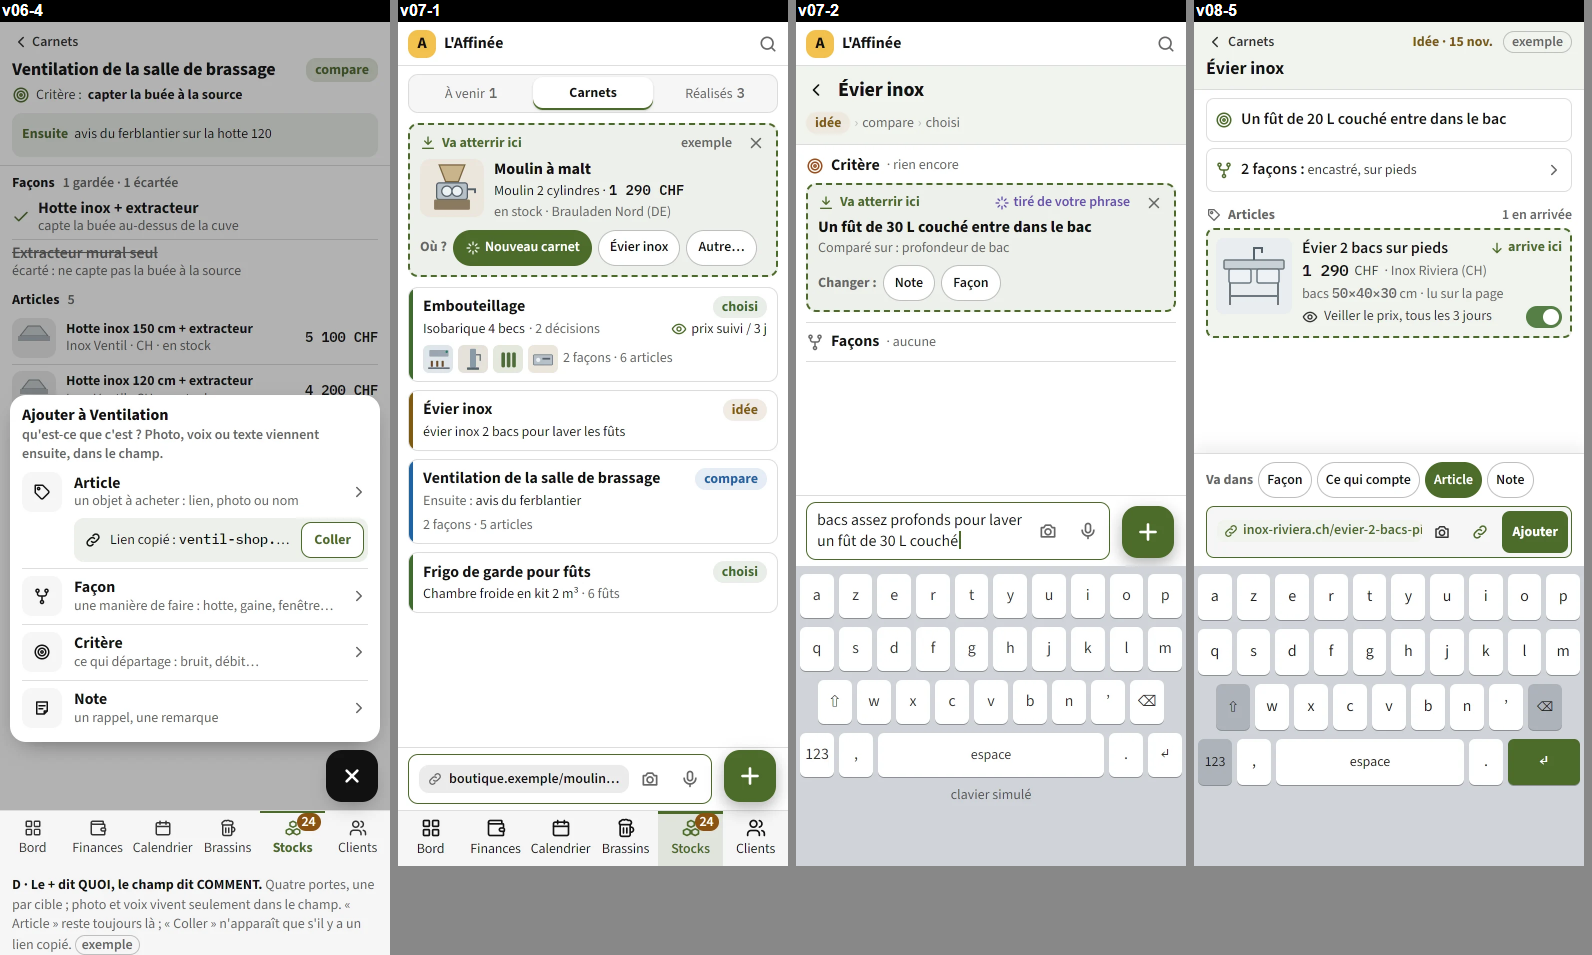 v06-4
Carnets
Ventilation de la salle de brassage
compare
Critère : capter la buée à la source
Ensuite avis du ferblantier sur la hotte 120
Façons 1 gardée · 1 écartée
Hotte inox + extracteur
capte la buée au-dessus de la cuve
Extracteur mural seul
écarté : ne capte pas la buée à la source
Articles 5
Hotte inox 150 cm + extracteur
5 100 CHF
Inox Ventil · CH · en stock
Hotte inox 120 cm + extracteur
4 200 CHF
Ajouter à Ventilation
qu'est-ce que c'est ? Photo, voix ou texte viennent
ensuite, dans le champ.
Article
un objet à acheter : lien, photo ou nom
Lien copié : ventil-shop....
Coller
Façon
une manière de faire : hotte, gaine, fenêtre...
Critère
ce qui départage : bruit, débit...
Note
un rappel, une remarque
24
Bord
Finances
Calendrier
Brassins
Stocks
Clients
D · Le + dit QUOI, le champ dit COMMENT. Quatre portes, une
par cible ; photo et voix vivent seulement dans le champ. «
Article » reste toujours là ; « Coller » n'apparaît que s'il y a un
lien copié. exemple
v07-1
A
L'Affinée
À venir 1
Carnets
Réalisés 3
Va atterrir ici
exemple
Moulin à malt
Moulin 2 cylindres · 1 290 CHF
en stock · Brauladen Nord (DE)
Où ?
Nouveau carnet
Évier inox
Autre...
Embouteillage
choisi
Isobarique 4 becs · 2 décisions
prix suivi / 3 j
2 façons · 6 articles
Évier inox
idée
évier inox 2 bacs pour laver les fûts
Ventilation de la salle de brassage
compare
Ensuite : avis du ferblantier
2 façons · 5 articles
Frigo de garde pour fûts
choisi
Chambre froide en kit 2 m³ · 6 fûts
boutique.exemple/moulin...
+
24
Bord
Finances
Calendrier
Brassins
Stocks
Clients
v07-2
A
L'Affinée
Évier inox
idée › compare › choisi
Critère · rien encore
Va atterrir ici
tiré de votre phrase
Un fût de 30 L couché entre dans le bac
Comparé sur : profondeur de bac
Changer :
Note
Façon
Façons · aucune
bacs assez profonds pour laver
un fût de 30 L couché
+
a z e r t y u i o p
q s d f g h j k l m
⇧ w x c v b n ' ⌫
123 , espace . ↵
clavier simulé
v08-5
Carnets
Idée · 15 nov.
exemple
Évier inox
Un fût de 20 L couché entre dans le bac
2 façons : encastré, sur pieds
Articles
1 en arrivée
Évier 2 bacs sur pieds
arrive ici
1 290 CHF · Inox Riviera (CH)
bacs 50×40×30 cm · lu sur la page
Veiller le prix, tous les 3 jours
Va dans
Façon
Ce qui compte
Article
Note
inox-riviera.ch/evier-2-bacs-pi
Ajouter
a z e r t y u i o p
q s d f g h j k l m
⇧ w x c v b n ' ⌫
123 , espace . ↵